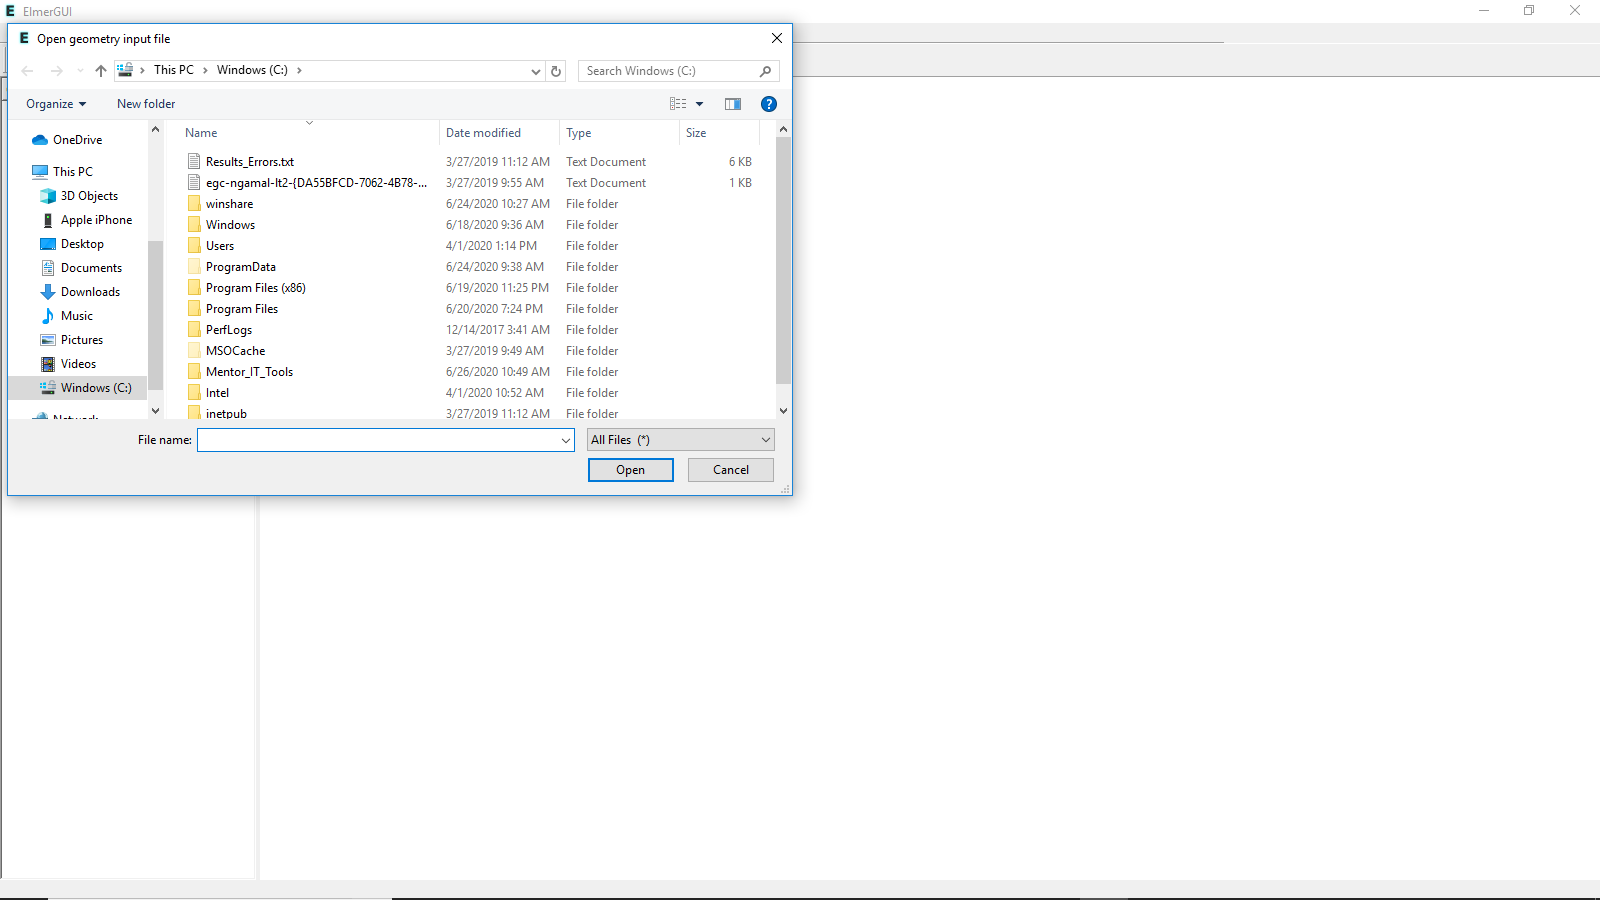 ElmerGUI
Open geometry input file
This PC
Windows (C:)
Search Windows (C:)
Organize
New folder
?
OneDrive
This PC
3D Objects
Apple iPhone
Desktop
Documents
Downloads
Music
Pictures
Videos
Windows (C:)
Network
Name Date modified Type Size
Results_Errors.txt 3/27/2019 11:12 AM Text Document 6 KB
egc-ngamal-lt2-{DA55BFCD-7062-4B78-... 3/27/2019 9:55 AM Text Document 1 KB
winshare 6/24/2020 10:27 AM File folder
Windows 6/18/2020 9:36 AM File folder
Users 4/1/2020 1:14 PM File folder
ProgramData 6/24/2020 9:38 AM File folder
Program Files (x86) 6/19/2020 11:25 PM File folder
Program Files 6/20/2020 7:24 PM File folder
PerfLogs 12/14/2017 3:41 AM File folder
MSOCache 3/27/2019 9:49 AM File folder
Mentor_IT_Tools 6/26/2020 10:49 AM File folder
Intel 4/1/2020 10:52 AM File folder
inetpub 3/27/2019 11:12 AM File folder
File name:
All Files (*)
Open
Cancel